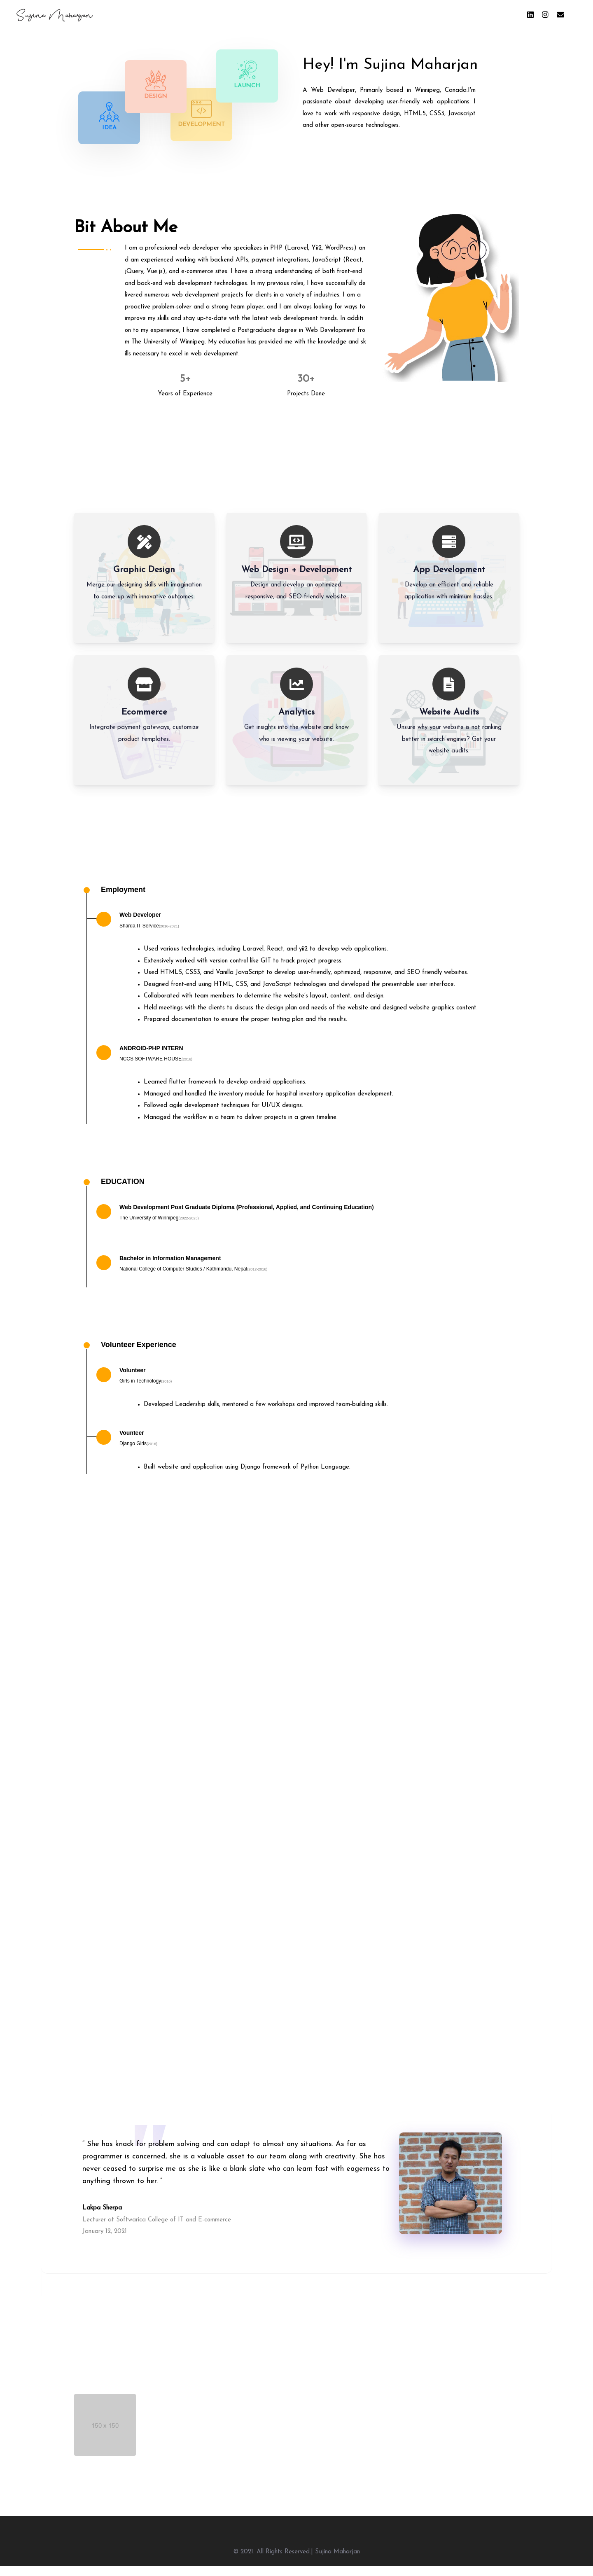 Sujina Maharjan
Hey! I'm Sujina Maharjan
A Web Developer, Primarily based in Winnipeg, Canada.I'm
passionate about developing user-friendly web applications. I
love to work with responsive design, HTML5, CSS3, Javascript
and other open-source technologies.
IDEA
DESIGN
DEVELOPMENT
LAUNCH
Bit About Me
I am a professional web developer who specializes in PHP (Laravel, Yii2, WordPress) an
d am experienced working with backend APIs, payment integrations, JavaScript (React,
jQuery, Vue.js), and e-commerce sites. I have a strong understanding of both front-end
and back-end web development technologies. In my previous roles, I have successfully de
livered numerous web development projects for clients in a variety of industries. I am a
proactive problem-solver and a strong team-player, and I am always looking for ways to
improve my skills and stay up-to-date with the latest web development trends. In additi
on to my experience, I have completed a Postgraduate degree in Web Development fro
m The University of Winnipeg. My education has provided me with the knowledge and sk
ills necessary to excel in web development.
5+
Years of Experience
30+
Projects Done
Graphic Design
Merge our designing skills with imagination
to come up with innovative outcomes.
Web Design + Development
Design and develop an optimized,
responsive, and SEO-friendly website.
App Development
Develop an efficient and reliable
application with minimum hassles.
Ecommerce
Integrate payment gateways, customize
product templates.
Analytics
Get insights into the website and know
who is viewing your website.
Website Audits
Unsure why your website is not ranking
better in search engines? Get your
website audits.
Employment
Web Developer
Sharda IT Service
Used various technologies, including Laravel, React, and yii2 to develop web applications.
Extensively worked with version control like GIT to track project progress.
Used HTML5, CSS3, and Vanilla JavaScript to develop user-friendly, optimized, responsive, and SEO friendly websites.
Designed front-end using HTML, CSS, and JavaScript technologies and developed the presentable user interface.
Collaborated with team members to determine the website's layout, content, and design.
Held meetings with the clients to discuss the design plan and needs of the website and designed website graphics content.
Prepared documentation to ensure the proper testing plan and the results.
ANDROID-PHP INTERN
NCCS SOFTWARE HOUSE
Learned flutter framework to develop android applications.
Managed and handled the inventory module for hospital inventory application development.
Followed agile development techniques for UI/UX designs.
Managed the workflow in a team to deliver projects in a given timeline.
EDUCATION
Web Development Post Graduate Diploma (Professional, Applied, and Continuing Education)
The University of Winnipeg
Bachelor in Information Management
National College of Computer Studies / Kathmandu, Nepal
Volunteer Experience
Volunteer
Girls in Technology
Developed Leadership skills, mentored a few workshops and improved team-building skills.
Vounteer
Django Girls
Built website and application using Django framework of Python Language.
" She has knack for problem solving and can adapt to almost any situations. As far as
programmer is concerned, she is a valuable asset to our team along with creativity. She has
never ceased to surprise me as she is like a blank slate who can learn fast with eagerness to
anything thrown to her. "
Lakpa Sherpa
Lecturer at Softwarica College of IT and E-commerce
January 12, 2021
150 x 150
© 2021. All Rights Reserved.| Sujina Maharjan